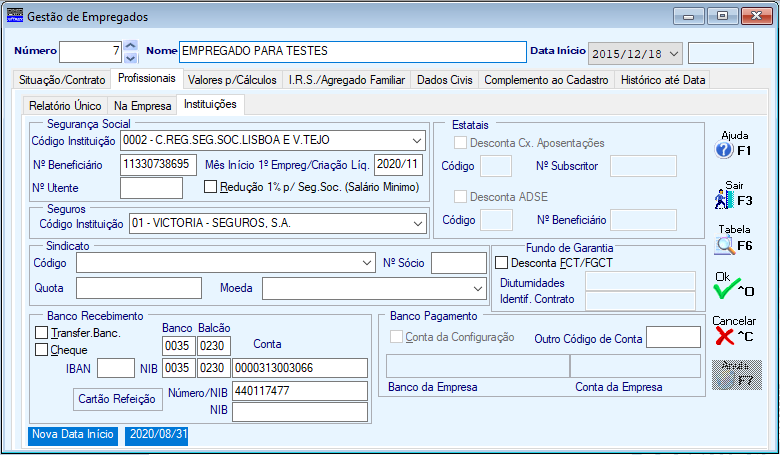 Gestão de Empregados
Número 7 Nome EMPREGADO PARA TESTES Data Início 2015/12/18
Situação/Contrato Profissionais Valores p/Cálculos I.R.S./Agregado Familiar Dados Civis Complemento ao Cadastro Histórico até Data
Relatório Único Na Empresa Instituições
Segurança Social
Código Instituição 0002 - C.REG.SEG.SOC.LISBOA E V.TEJO
Nº Beneficiário 11330738695 Mês Início 1º Empreg/Criação Liq. 2020/11
Nº Utente Redução 1% p/ Seg.Soc. (Salário Minimo)
Estatais
Desconta Cx. Aposentações
Código Nº Subscritor
Desconta ADSE
Código Nº Beneficiário
Seguros
Código Instituição 01 - VICTORIA - SEGUROS, S.A.
Sindicato
Código Nº Sócio
Quota Moeda
Fundo de Garantia
Desconta FCT/FGCT
Diuturnidades
Identif. Contrato
Banco Recebimento
Transfer.Banc. Banco Balcão
Cheque 0035 0230 Conta
IBAN NIB 0035 0230 0000313003066
Cartão Refeição Número/NIB 440117477
NIB
Banco Pagamento
Conta da Configuração Outro Código de Conta
Banco da Empresa Conta da Empresa
Nova Data Início 2020/08/31
Ajuda
F1
Sair
F3
Tabela
F6
Ok
^O
Cancelar
^C
F7